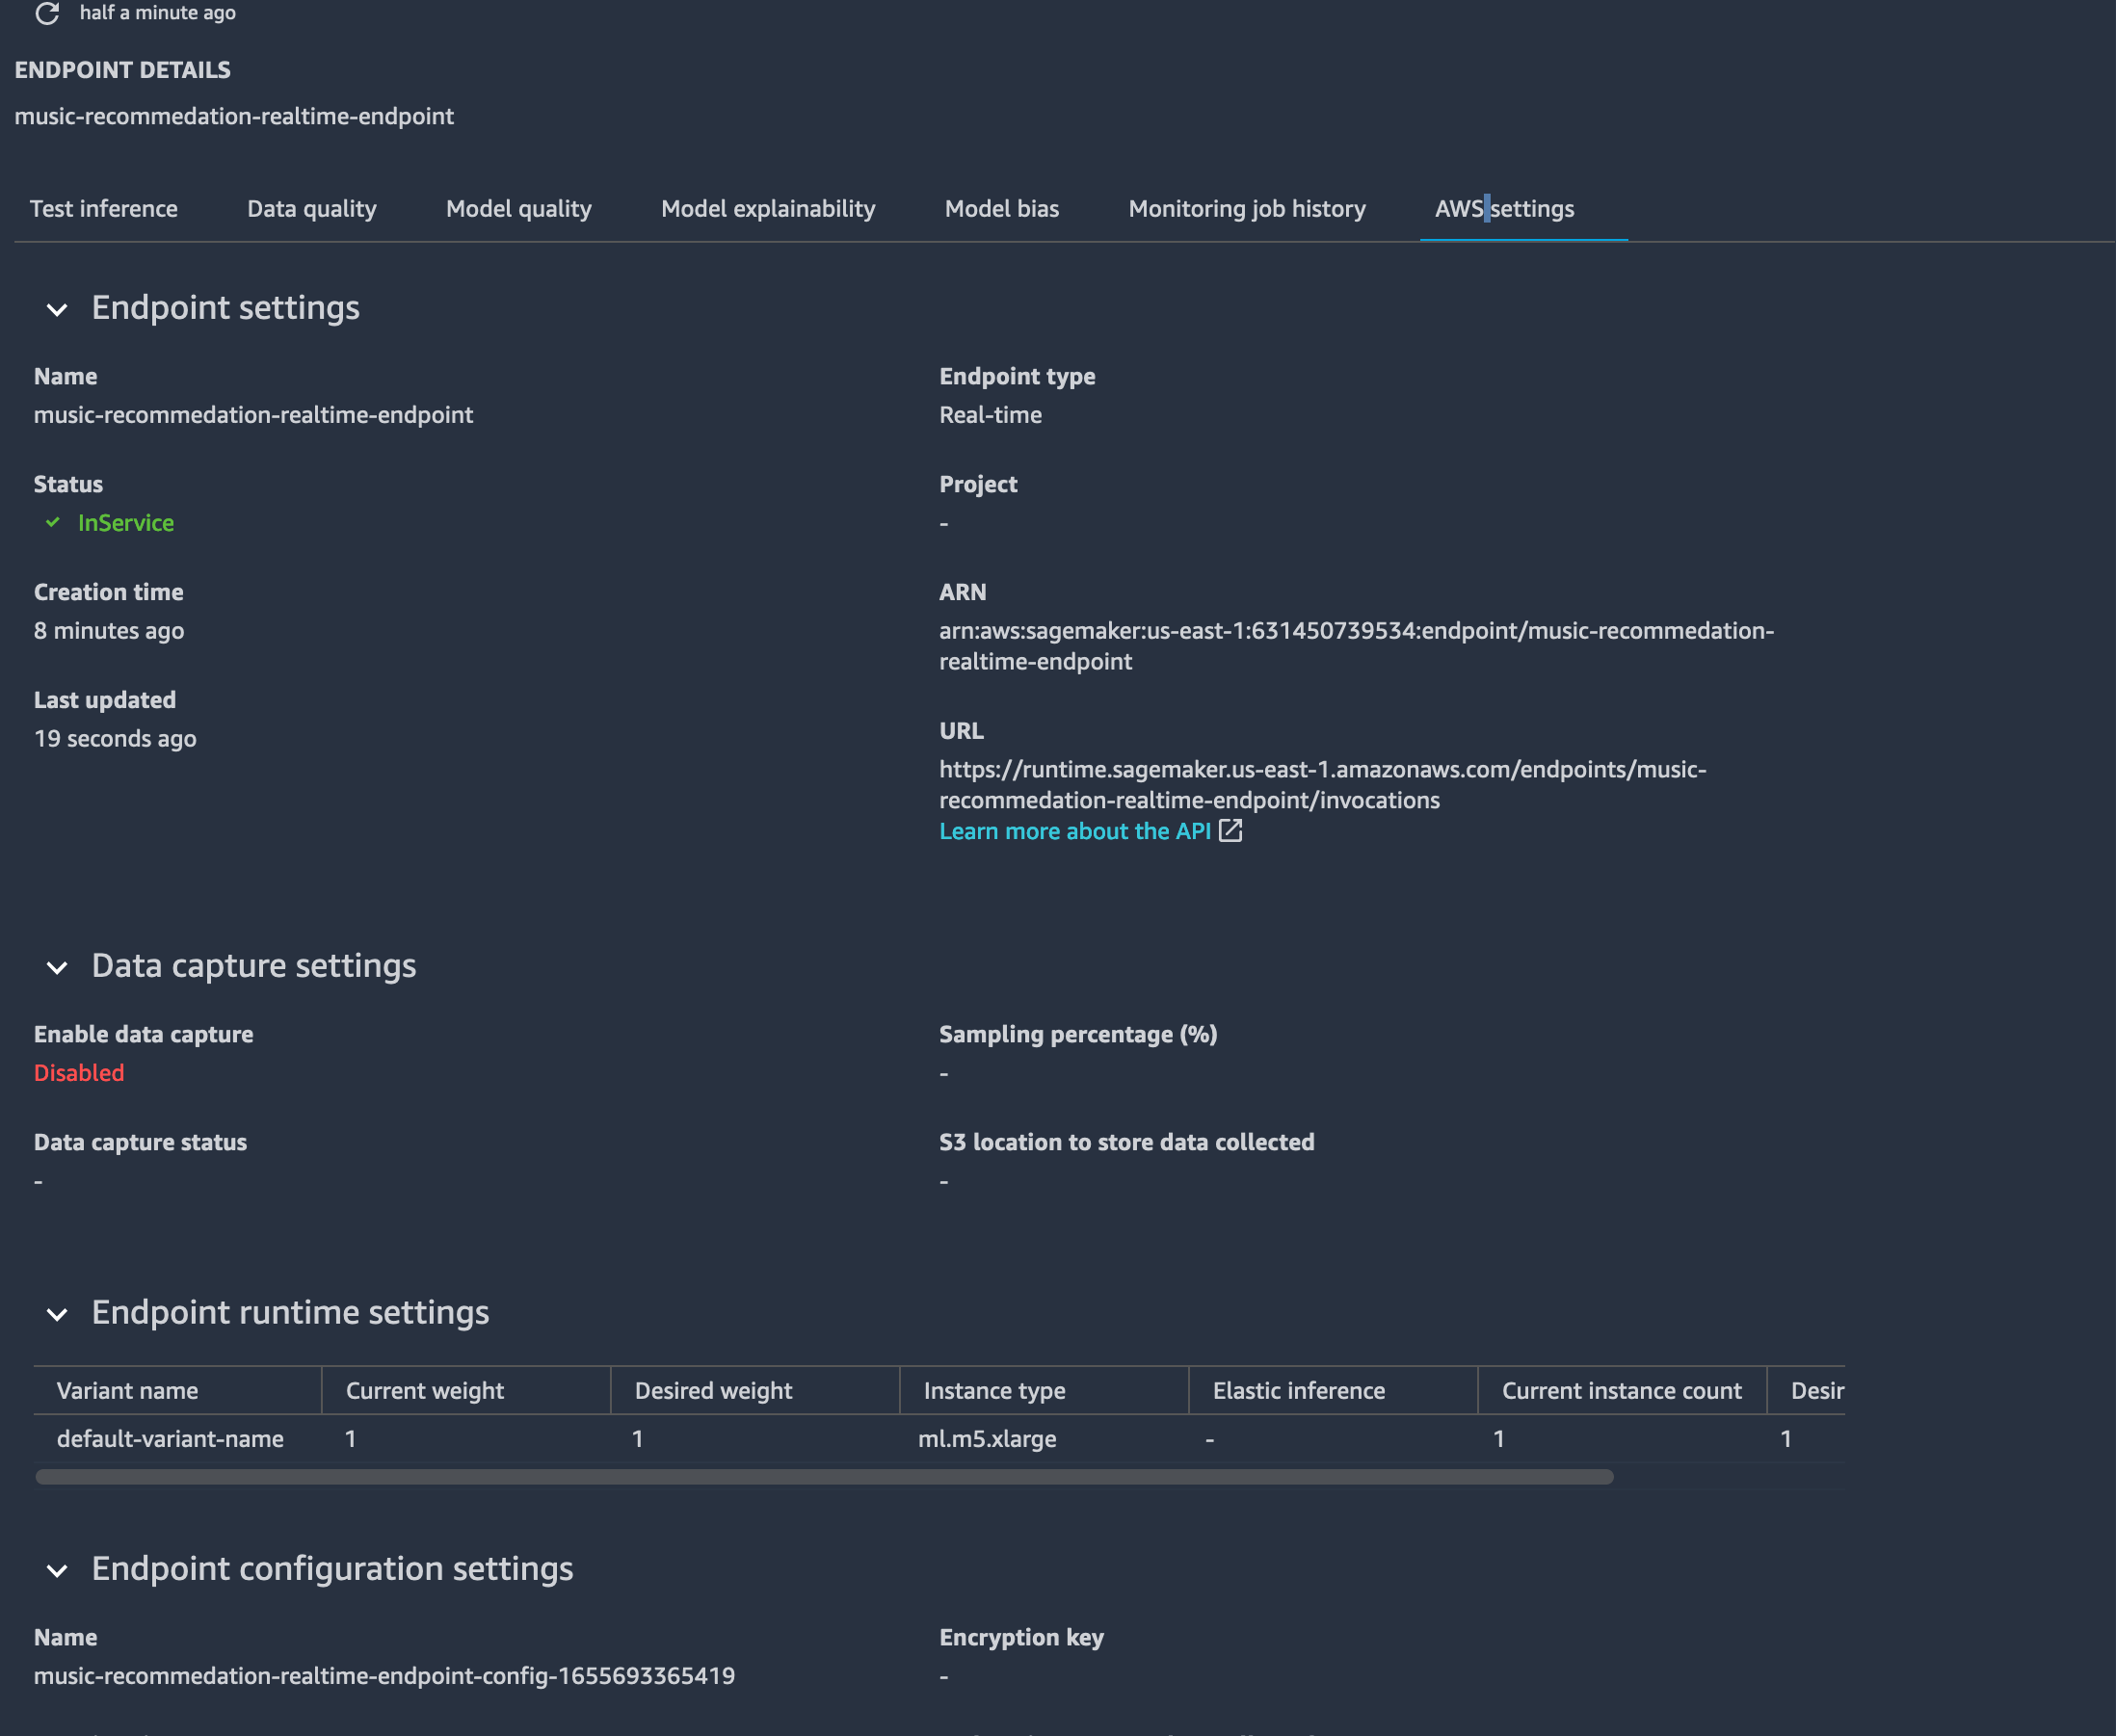 half a minute ago
ENDPOINT DETAILS
music-recommedation-realtime-endpoint
Test inference Data quality Model quality Model explainability Model bias Monitoring job history AWS settings
Endpoint settings
Name
music-recommedation-realtime-endpoint
Endpoint type
Real-time
Status
InService
Project
-
Creation time
8 minutes ago
ARN
arn:aws:sagemaker:us-east-1:631450739534:endpoint/music-recommedation-
realtime-endpoint
Last updated
19 seconds ago
URL
https://runtime.sagemaker.us-east-1.amazonaws.com/endpoints/music-
recommedation-realtime-endpoint/invocations
Learn more about the API
Data capture settings
Enable data capture
Disabled
Sampling percentage (%)
-
Data capture status
-
S3 location to store data collected
-
Endpoint runtime settings
Variant name Current weight Desired weight Instance type Elastic inference Current instance count Desir
default-variant-name 1 1 ml.m5.xlarge - 1 1
Endpoint configuration settings
Name
music-recommedation-realtime-endpoint-config-1655693365419
Encryption key
-